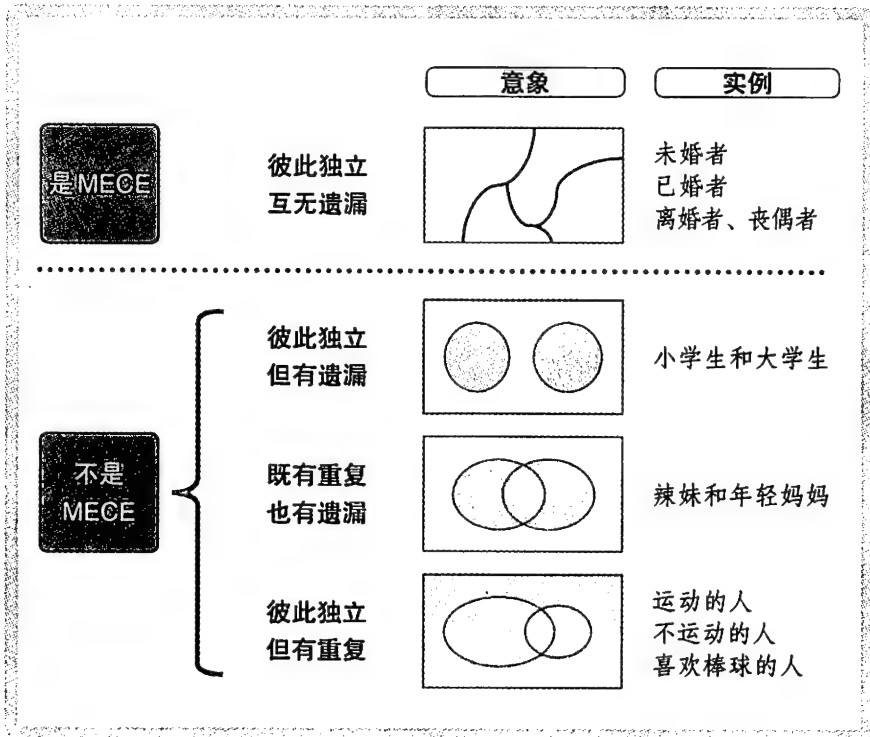 意象
实例
是MECE
彼此独立
互无遗漏
未婚者
已婚者
离婚者、丧偶者
彼此独立
但有遗漏
小学生和大学生
不是
MECE
既有重复
也有遗漏
辣妹和年轻妈妈
彼此独立
但有重复
运动的人
不运动的人
喜欢棒球的人